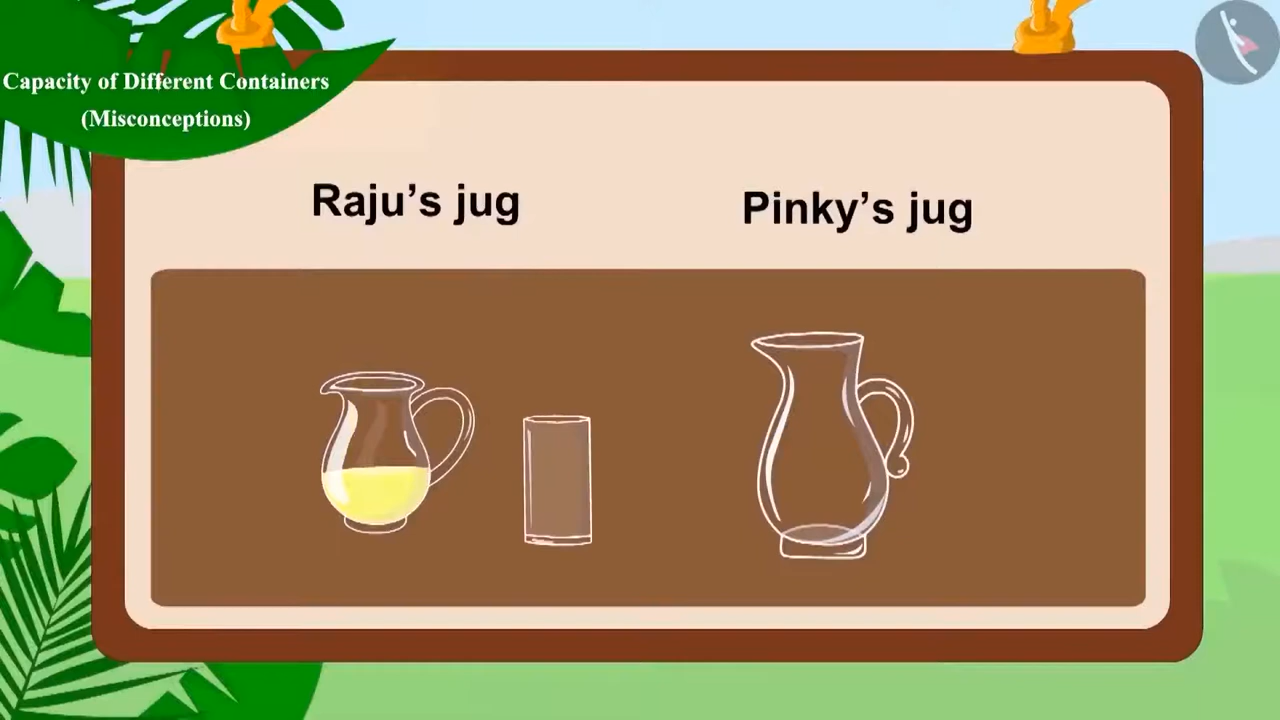 Capacity of Different Containers
(Misconceptions)
Raju’s jug
Pinky’s jug